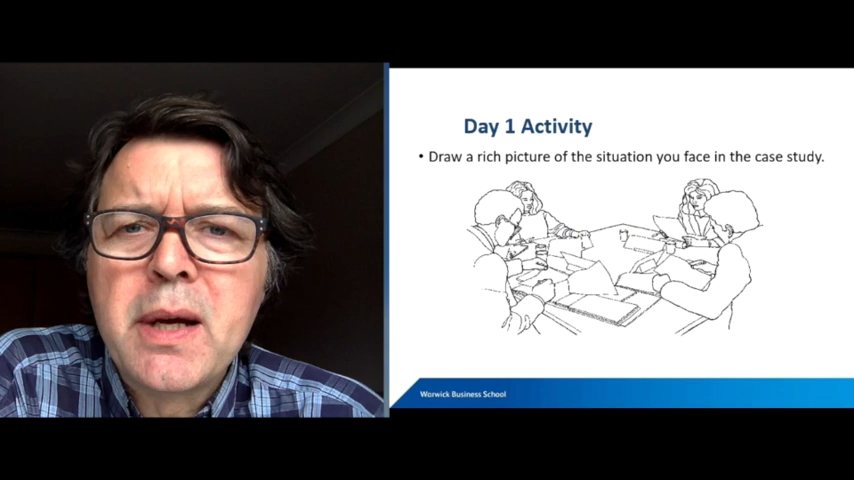 Day 1 Activity
• Draw a rich picture of the situation you face in the case study.
Warwick Business School